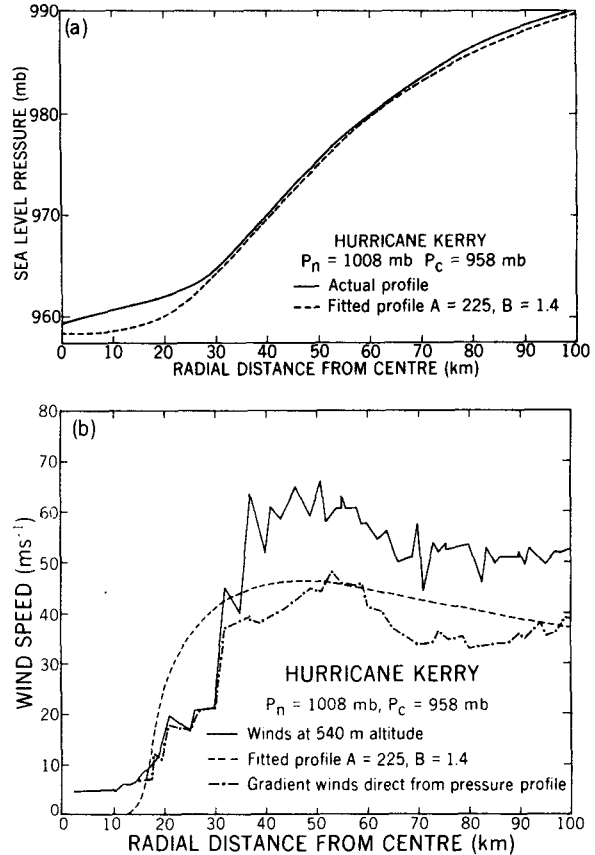 (a)
990
980
970
960
SEA LEVEL PRESSURE (mb)
HURRICANE KERRY
Pn = 1008 mb Pc = 958 mb
Actual profile
Fitted profile A = 225, B = 1.4
0 10 20 30 40 50 60 70 80 90 100
RADIAL DISTANCE FROM CENTRE (km)
(b)
80
70
60
50
40
30
20
10
0
WIND SPEED (ms⁻¹)
HURRICANE KERRY
Pn = 1008 mb, Pc = 958 mb
Winds at 540 m altitude
Fitted profile A = 225, B = 1.4
Gradient winds direct from pressure profile
0 10 20 30 40 50 60 70 80 90 100
RADIAL DISTANCE FROM CENTRE (km)